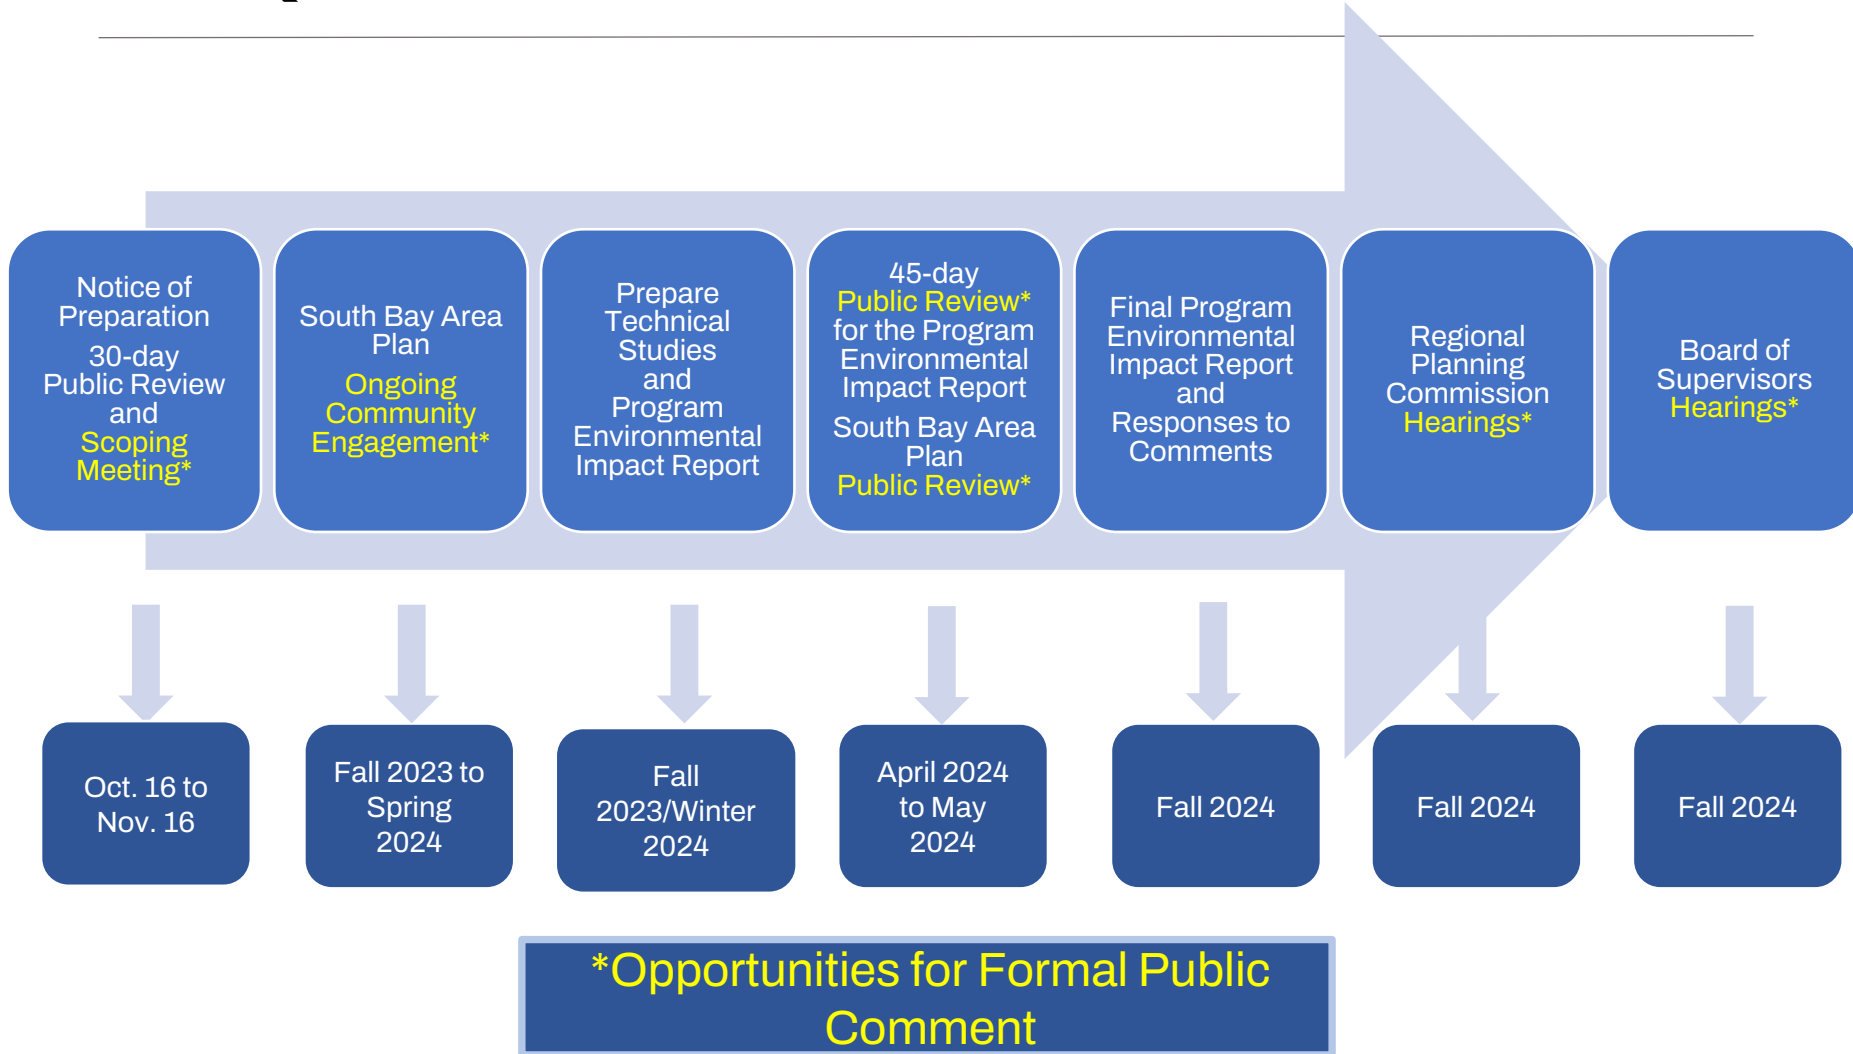 Notice of
Preparation
30-day
Public Review
and
Scoping
Meeting*
South Bay Area
Plan
Ongoing
Community
Engagement*
Prepare
Technical
Studies
and
Program
Environmental
Impact Report
45-day
Public Review*
for the Program
Environmental
Impact Report
South Bay Area
Plan
Public Review*
Final Program
Environmental
Impact Report
and
Responses to
Comments
Regional
Planning
Commission
Hearings*
Board of
Supervisors
Hearings*
Oct. 16 to
Nov. 16
Fall 2023 to
Spring
2024
Fall
2023/Winter
2024
April 2024
to May
2024
Fall 2024
Fall 2024
Fall 2024
*Opportunities for Formal Public
Comment